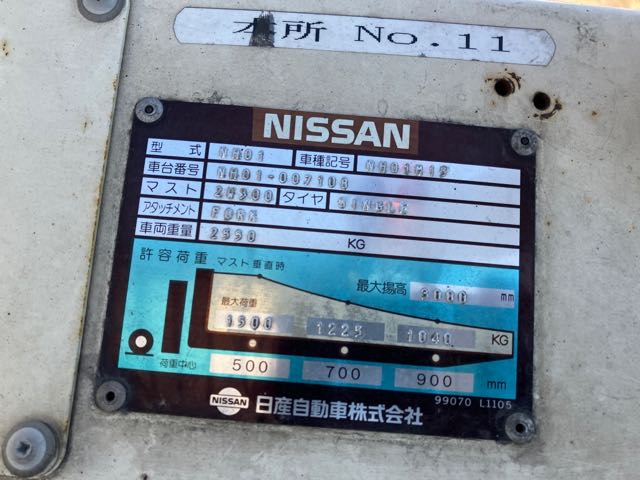 本所 No.11
NISSAN
型式 NH01 車種記号 NH01M15
車台番号 NH01-007108
マスト 2W300 タイヤ SINGLE
アタッチメント FORK
車両重量 2590 KG
許容荷重 マスト垂直時
最大揚高 3000 mm
最大荷重
1500 1225 1040 KG
荷重中心 500 700 900 mm
NISSAN 日産自動車株式会社 99070 L1105